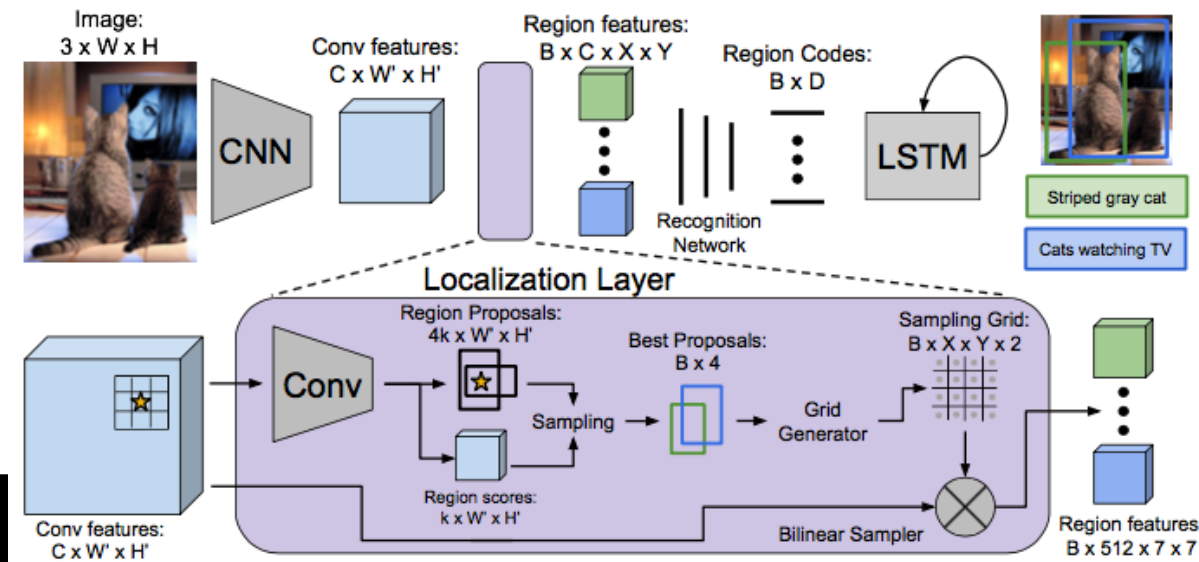 Image:
3 x W x H
Conv features:
C x W' x H'
Region features:
B x C x X x Y
Region Codes:
B x D
CNN
LSTM
Recognition
Network
Striped gray cat
Cats watching TV
Localization Layer
Region Proposals:
4k x W' x H'
Conv
Sampling
Region scores:
k x W' x H'
Best Proposals:
B x 4
Grid
Generator
Sampling Grid:
B x X x Y x 2
Bilinear Sampler
Conv features:
C x W' x H'
Region features
B x 512 x 7 x 7